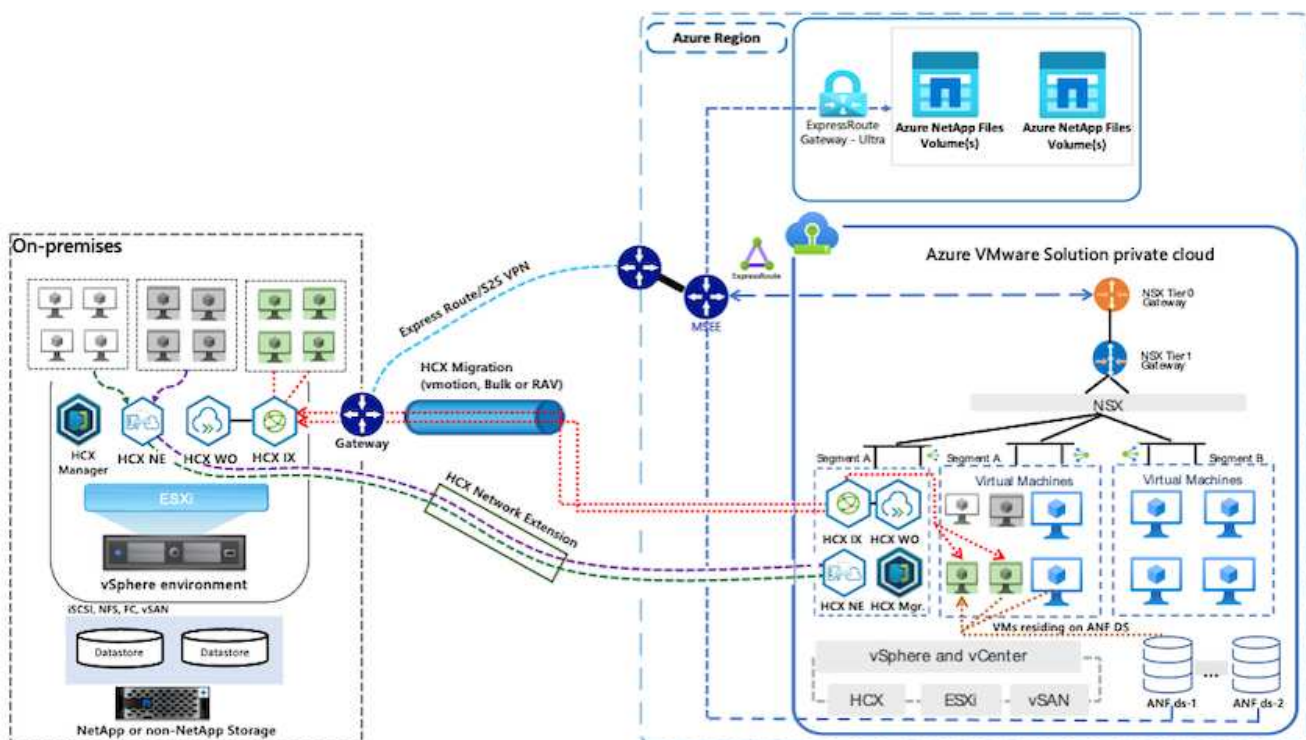 Azure Region
ExpressRoute
Gateway - Ultra
Azure NetApp Files
Volume(s)
Azure NetApp Files
Volume(s)
On-premises
Express Route/S2S VPN
ExpressRoute
MSEE
Azure VMware Solution private cloud
NSX Tier0
Gateway
NSX Tier1
Gateway
NSX
HCX Migration
(vmotion, Bulk or RAV)
Gateway
HCX
Manager
HCX NE
HCX WO
HCX IX
ESXi
vSphere environment
iSCSI, NFS, FC, vSAN
Datastore
Datastore
NetApp or non-NetApp Storage
HCX Network Extension
Segment A
Segment A
Segment B
Virtual Machines
Virtual Machines
HCX IX
HCX WO
HCX NE
HCX Mgr.
VMs residing on ANF DS
vSphere and vCenter
HCX
ESXi
vSAN
...
ANF ds-1
ANF ds-2